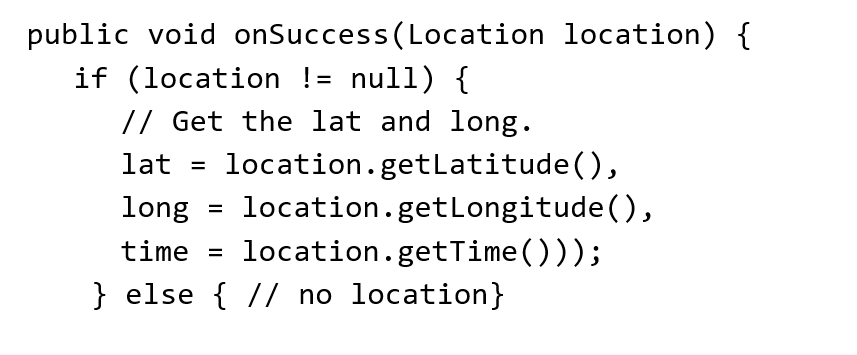 public void onSuccess(Location location) {
if (location != null) {
// Get the lat and long.
lat = location.getLatitude(),
long = location.getLongitude(),
time = location.getTime()));
} else { // no location}